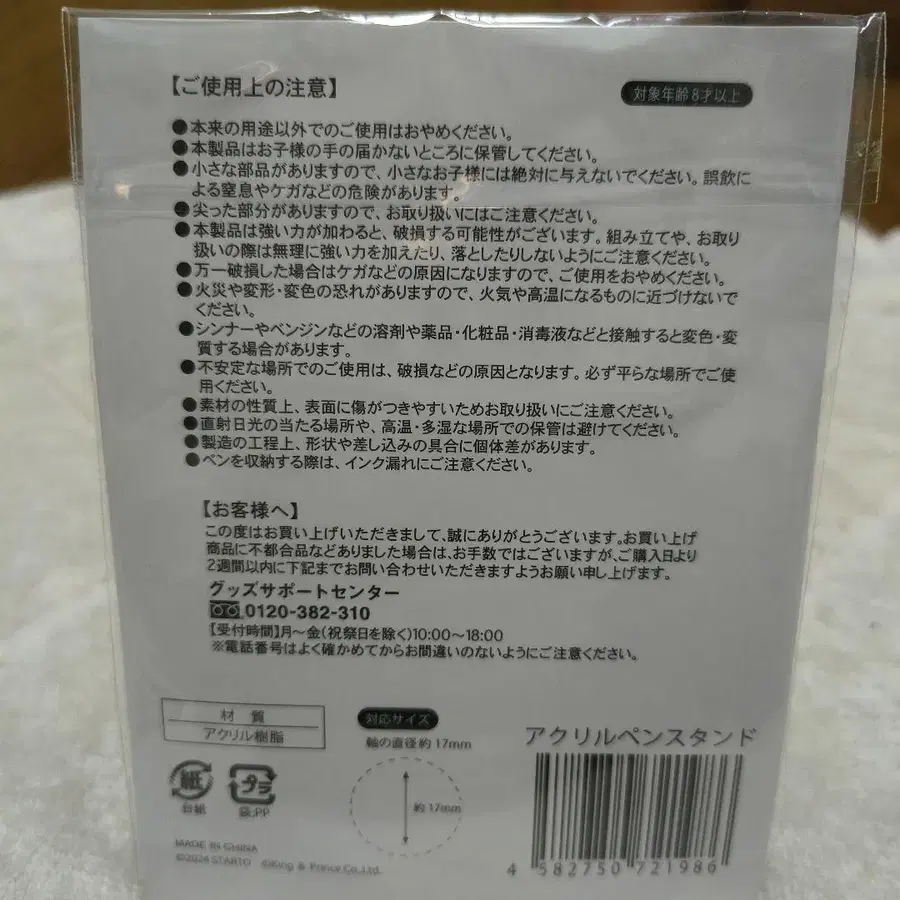 【ご使用上の注意】
対象年齢8才以上
●本来の用途以外でのご使用はおやめください。
●本製品はお子様の手の届かないところに保管してください。
●小さな部品がありますので、小さなお子様には絶対に与えないでください。誤飲に
よる窒息やケガなどの危険があります。
●尖った部分がありますので、お取り扱いにはご注意ください。
●本製品は強い力が加わると、破損する可能性がございます。組み立てや、お取り
扱いの際は無理に強い力を加えたり、落としたりしないようにご注意ください。
●万一破損した場合はケガなどの原因になりますので、ご使用をおやめください。
●火災や変形・変色の恐れがありますので、火気や高温になるものに近づけないで
ください。
●シンナーやベンジンなどの溶剤や薬品・化粧品・消毒液などと接触すると変色・変
質する場合があります。
●不安定な場所でのご使用は、破損などの原因となります。必ず平らな場所でご使
用ください。
●素材の性質上、表面に傷がつきやすいためお取り扱いにご注意ください。
●直射日光の当たる場所や、高温・多湿な場所での保管は避けてください。
●製造の工程上、形状や差し込みの具合に個体差があります。
●ペンを収納する際は、インク漏れにご注意ください。
【お客様へ】
この度はお買い上げいただきまして、誠にありがとうございます。お買い上げ
商品に不都合品などありました場合は、お手数ではございますが、ご購入日より
2週間以内に下記までお問い合わせいただきますようお願い申し上げます。
グッズサポートセンター
0120-382-310
【受付時間】月〜金(祝祭日を除く)10:00〜18:00
※電話番号はよく確かめてからお間違いのないようにご注意ください。
材 質
アクリル樹脂
対応サイズ
軸の直径約17mm
約17mm
アクリルペンスタンド
紙
台紙
プラ
袋:PP
MADE IN CHINA
©2024 STARTO ©King & Prince Co.Ltd.
4 582750 721986